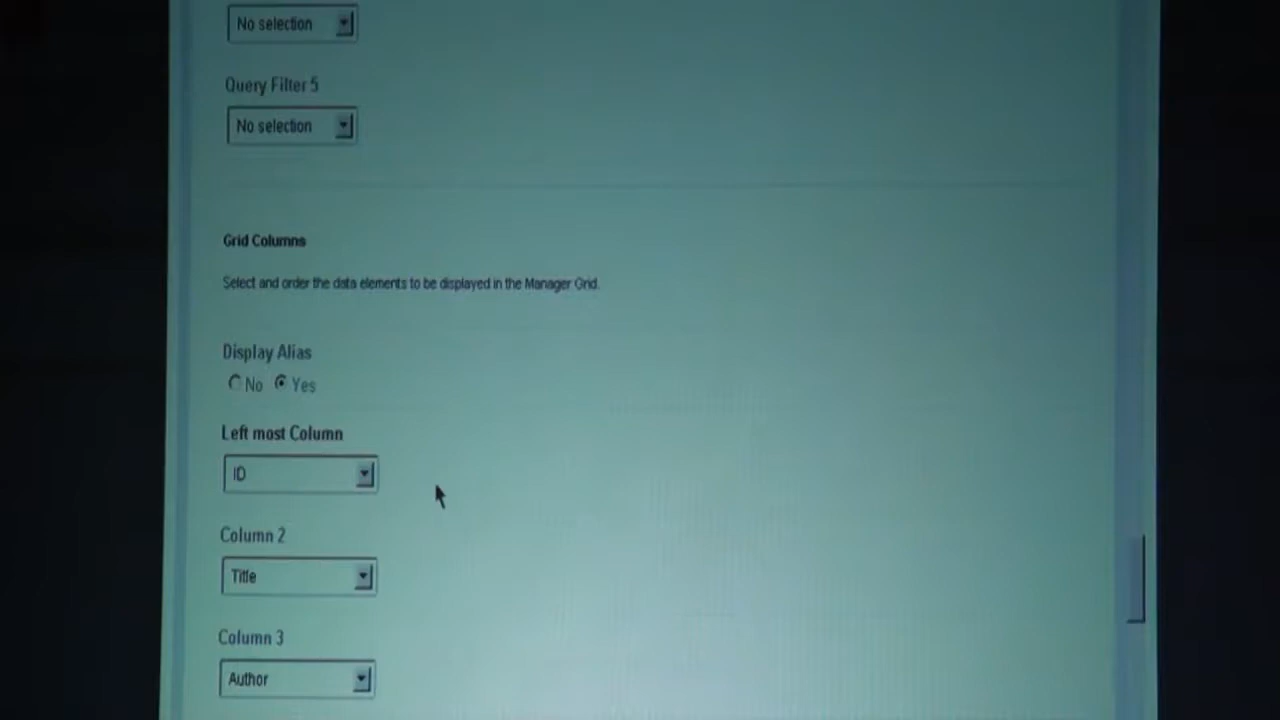 No selection
Query Filter 5
No selection
Grid Columns
Select and order the data elements to be displayed in the Manager Grid.
Display Alias
No Yes
Left most Column
ID
Column 2
Title
Column 3
Author